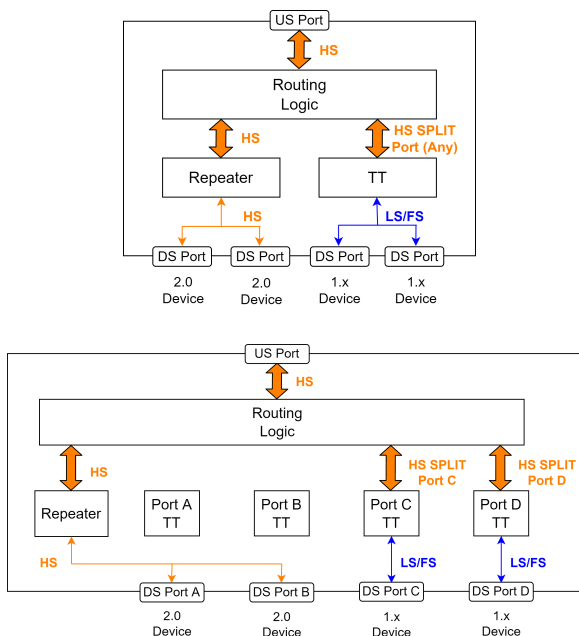 US Port
HS
Routing
Logic
HS
HS SPLIT
Port (Any)
Repeater
TT
HS
LS/FS
DS Port
DS Port
DS Port
DS Port
2.0
Device
2.0
Device
1.x
Device
1.x
Device
US Port
HS
Routing
Logic
HS
HS SPLIT
Port C
HS SPLIT
Port D
Repeater
Port A
TT
Port B
TT
Port C
TT
Port D
TT
HS
LS/FS
LS/FS
DS Port A
DS Port B
DS Port C
DS Port D
2.0
Device
2.0
Device
1.x
Device
1.x
Device